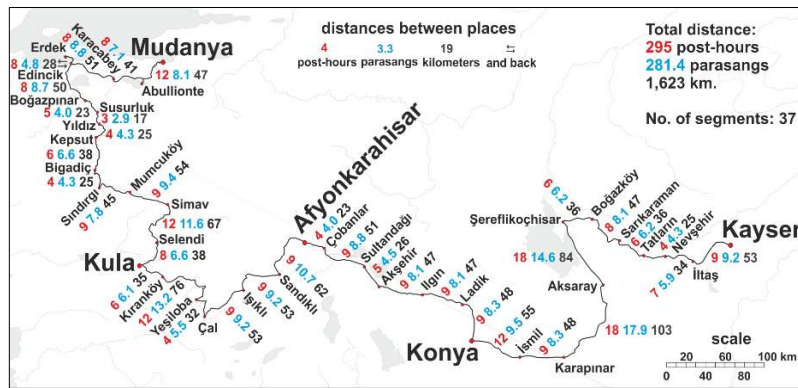 distances between places
4 3.3 19 ⇆
post-hours parasangs kilometers and back
Total distance:
295 post-hours
281.4 parasangs
1,623 km.
No. of segments: 37
Mudanya
12 8.1 47
Abullionte
8 7.1 41
Karacabey
8 8.8 51
Erdek
8 4.8 28⇆
Edincik
8 8.7 50
Boğazpınar
5 4.0 23
Susurluk
3 2.9 17
Yıldız
4 4.3 25
Kepsut
6 6.6 38
Bigadiç
4 4.3 25
Sındırgı
9 7.8 45
Mumcuköy
9 9.4 54
Simav
12 11.6 67
Selendi
8 6.6 38
Kula
6 6.1 35
Kıranköy
12 13.2 76
Yeşiloba
4 5.5 32
Çal
9 9.2 53
Işıklı
9 9.2 53
Sandıklı
9 10.7 62
Afyonkarahisar
4 4.0 23
Çobanlar
9 8.8 51
Sultandağı
5 4.5 26
Akşehir
9 8.1 47
Ilgın
9 8.1 47
Ladik
9 8.3 48
Konya
12 9.5 55
İsmil
9 8.3 48
Karapınar
18 17.9 103
Aksaray
18 14.6 84
Şereflikoçhisar
6 6.2 36
Boğazköy
8 8.1 47
Sarıkaraman
6 6.2 36
Tatların
4 4.3 25
Nevşehir
7 5.9 34
İltaş
9 9.2 53
Kayser
scale
100 km
20 40 60 80